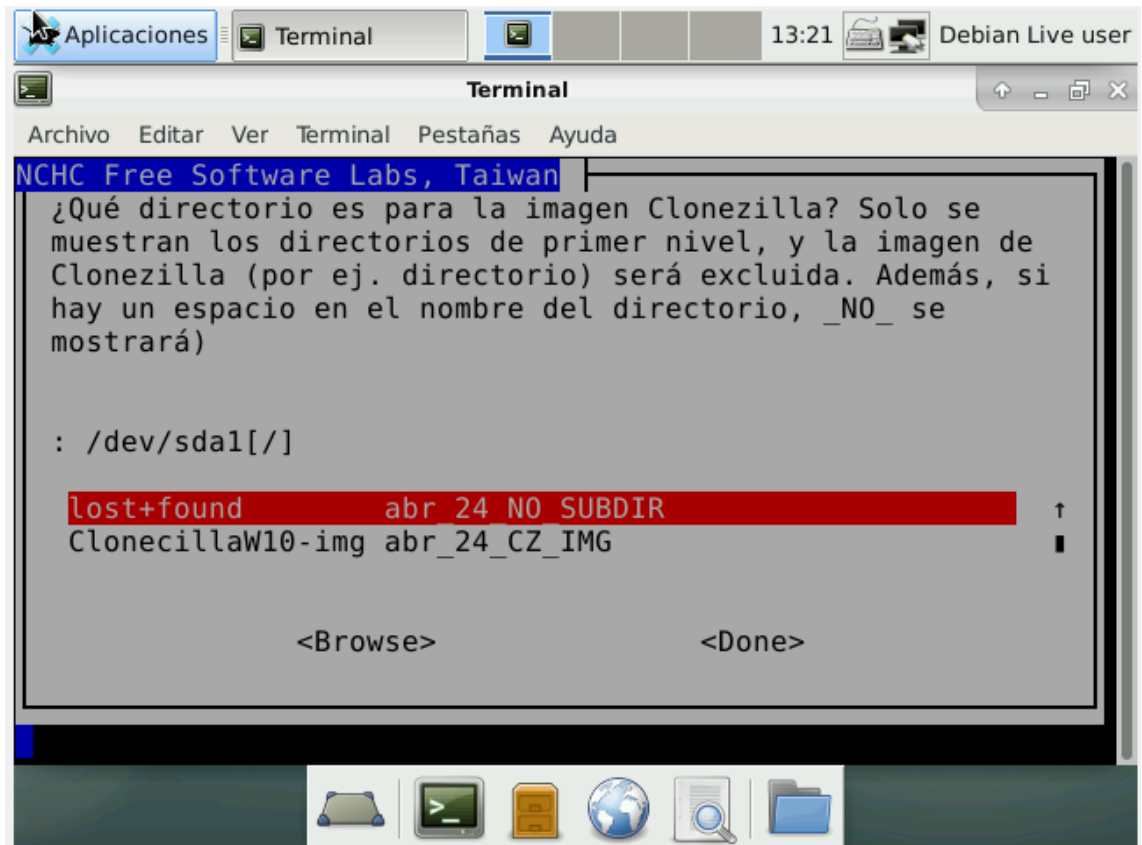 Aplicaciones Terminal 13:21 Debian Live user
Terminal
Archivo Editar Ver Terminal Pestañas Ayuda
NCHC Free Software Labs, Taiwan
¿Qué directorio es para la imagen Clonezilla? Solo se
muestran los directorios de primer nivel, y la imagen de
Clonezilla (por ej. directorio) será excluida. Además, si
hay un espacio en el nombre del directorio, _NO_ se
mostrará)
: /dev/sda1[/]
lost+found abr_24_NO_SUBDIR
ClonecillaW10-img abr_24_CZ_IMG
<Browse> <Done>